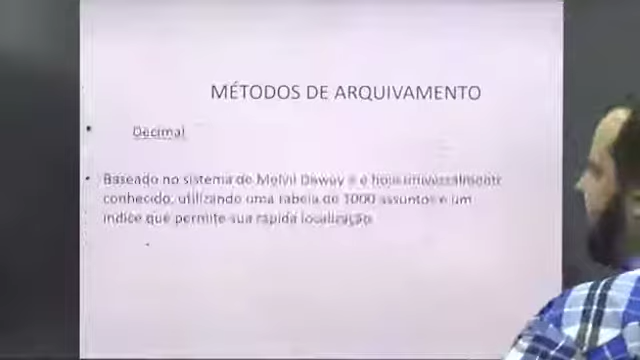 MÉTODOS DE ARQUIVAMENTO
Decimal
Baseado no sistema de Melvil Dewey e é hoje universalmente
conhecido, utilizando uma tabela de 1000 assuntos e um
índice que permite sua rápida localização